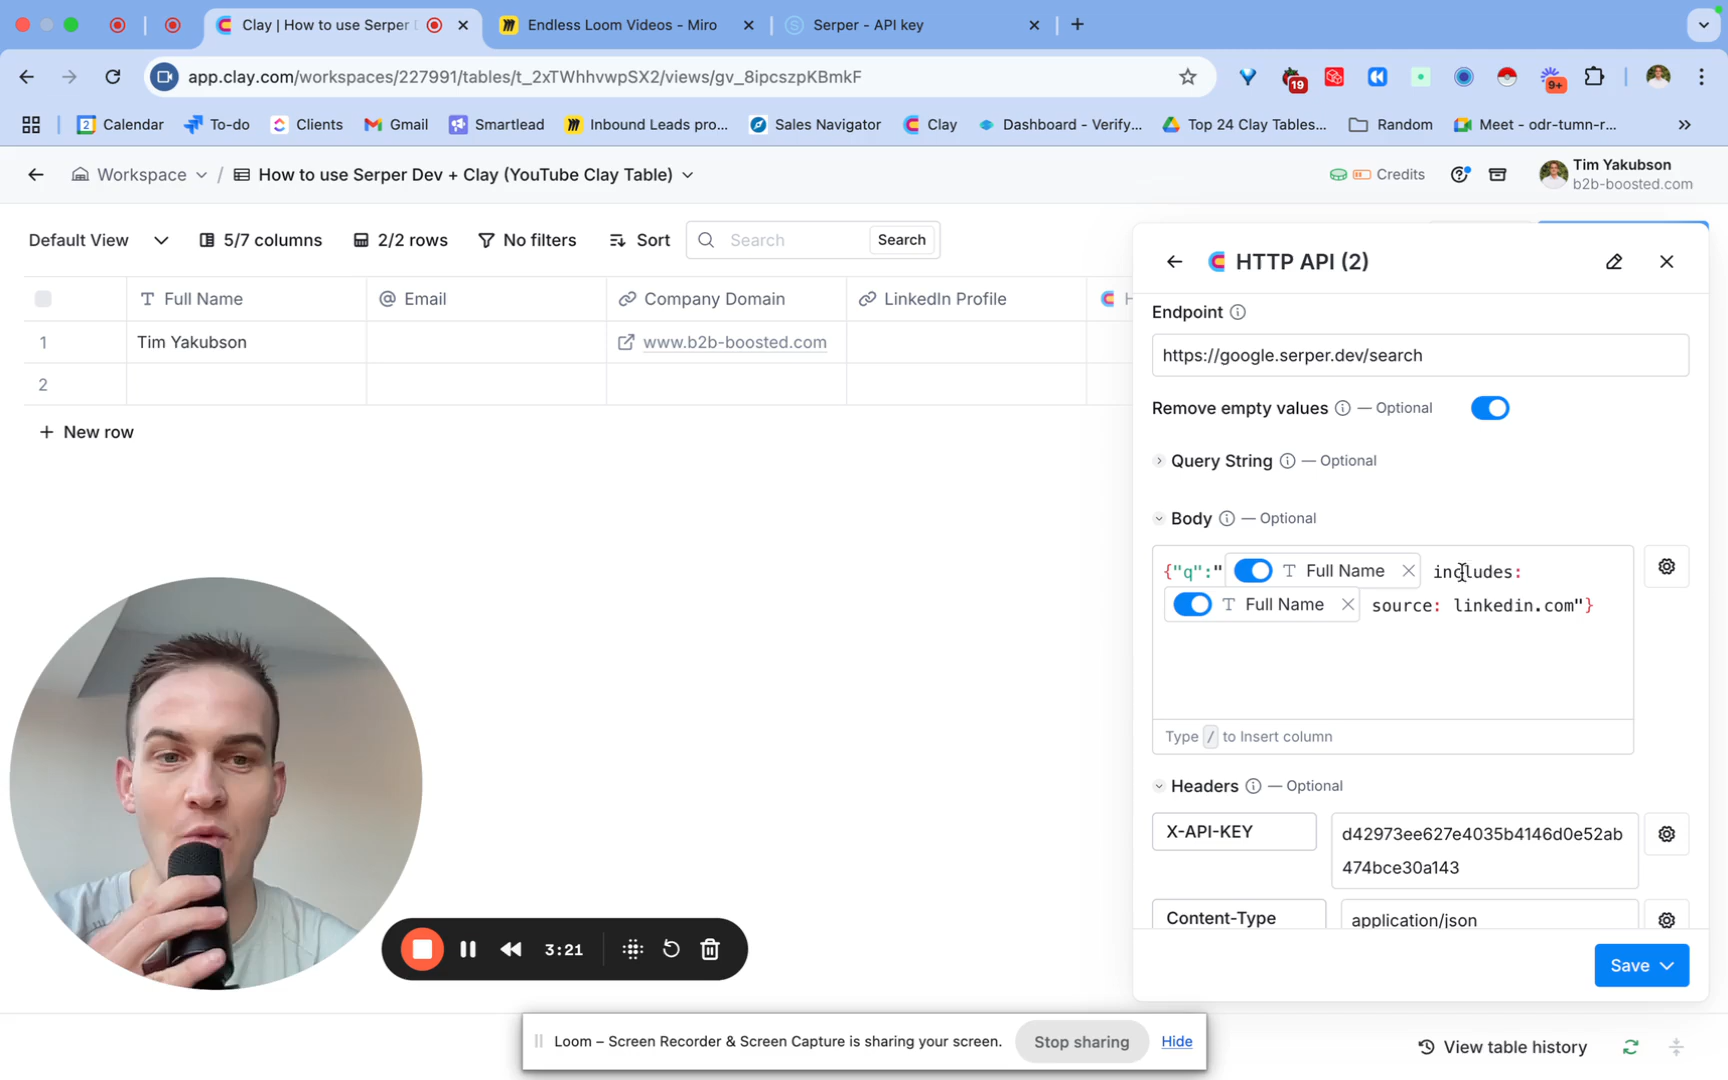 Clay | How to use Serper
Endless Loom Videos - Miro
Serper - API key
app.clay.com/workspaces/227991/tables/t_2xTWhhvwpSX2/views/gv_8ipcszpKBmkF
19
9+
Calendar
To-do
Clients
Gmail
Smartlead
Inbound Leads pro...
Sales Navigator
Clay
Dashboard - Verify,...
Top 24 Clay Tables...
Random
Meet - odr-tumn-r...
Workspace / How to use Serper Dev + Clay (YouTube Clay Table)
Credits
Tim Yakubson
b2b-boosted.com
Default View
5/7 columns
2/2 rows
No filters
Sort
Search
Search
Full Name
Email
Company Domain
LinkedIn Profile
H
1 Tim Yakubson www.b2b-boosted.com
2
+ New row
HTTP API (2)
Endpoint
https://google.serper.dev/search
Remove empty values — Optional
Query String — Optional
Body — Optional
{"q":" Full Name includes:
Full Name source: linkedin.com"}
Type / to Insert column
Headers — Optional
X-API-KEY
d42973ee627e4035b4146d0e52ab
474bce30a143
Content-Type
application/json
Save
3:21
Loom – Screen Recorder & Screen Capture is sharing your screen.
Stop sharing
Hide
View table history